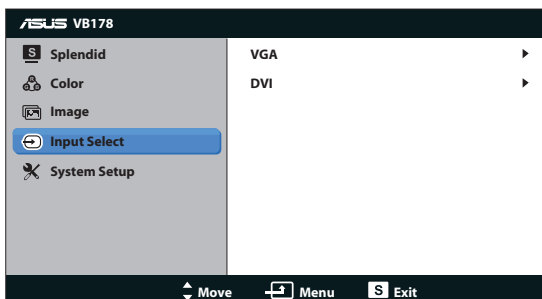 ASUS VB178
S Splendid
Color
Image
Input Select
System Setup
VGA
DVI
Move Menu S Exit